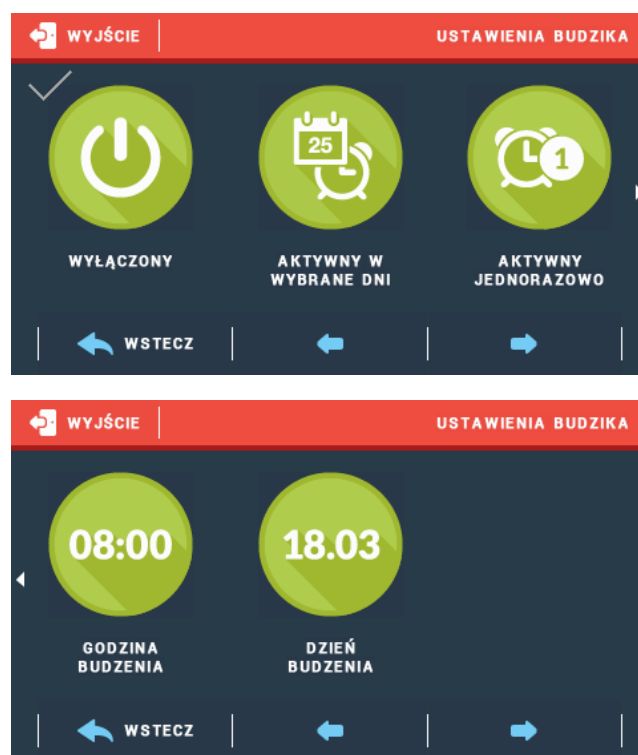 WYJŚCIE
USTAWIENIA BUDZIKA
25
1
WYŁĄCZONY
AKTYWNY W
WYBRANE DNI
AKTYWNY
JEDNORAZOWO
WSTECZ
WYJŚCIE
USTAWIENIA BUDZIKA
08:00
18.03
GODZINA
BUDZENIA
DZIEŃ
BUDZENIA
WSTECZ